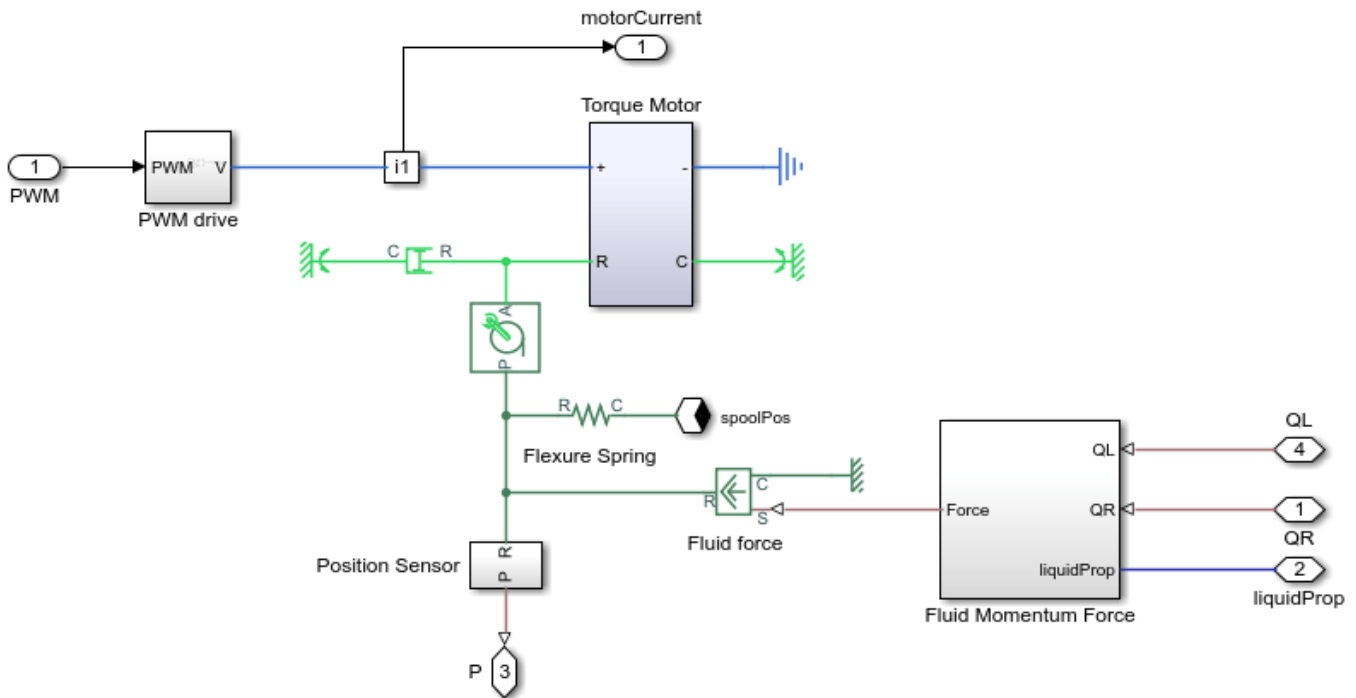 motorCurrent
1
Torque Motor
1
PWM
PWM V
PWM drive
i1
+ -
C R
R C
A
P
R C
spoolPos
Flexure Spring
QL
QL
4
C
R
S
Force
QR
1
QR
Fluid force
Position Sensor
R
P
liquidProp
2
liquidProp
Fluid Momentum Force
P
3